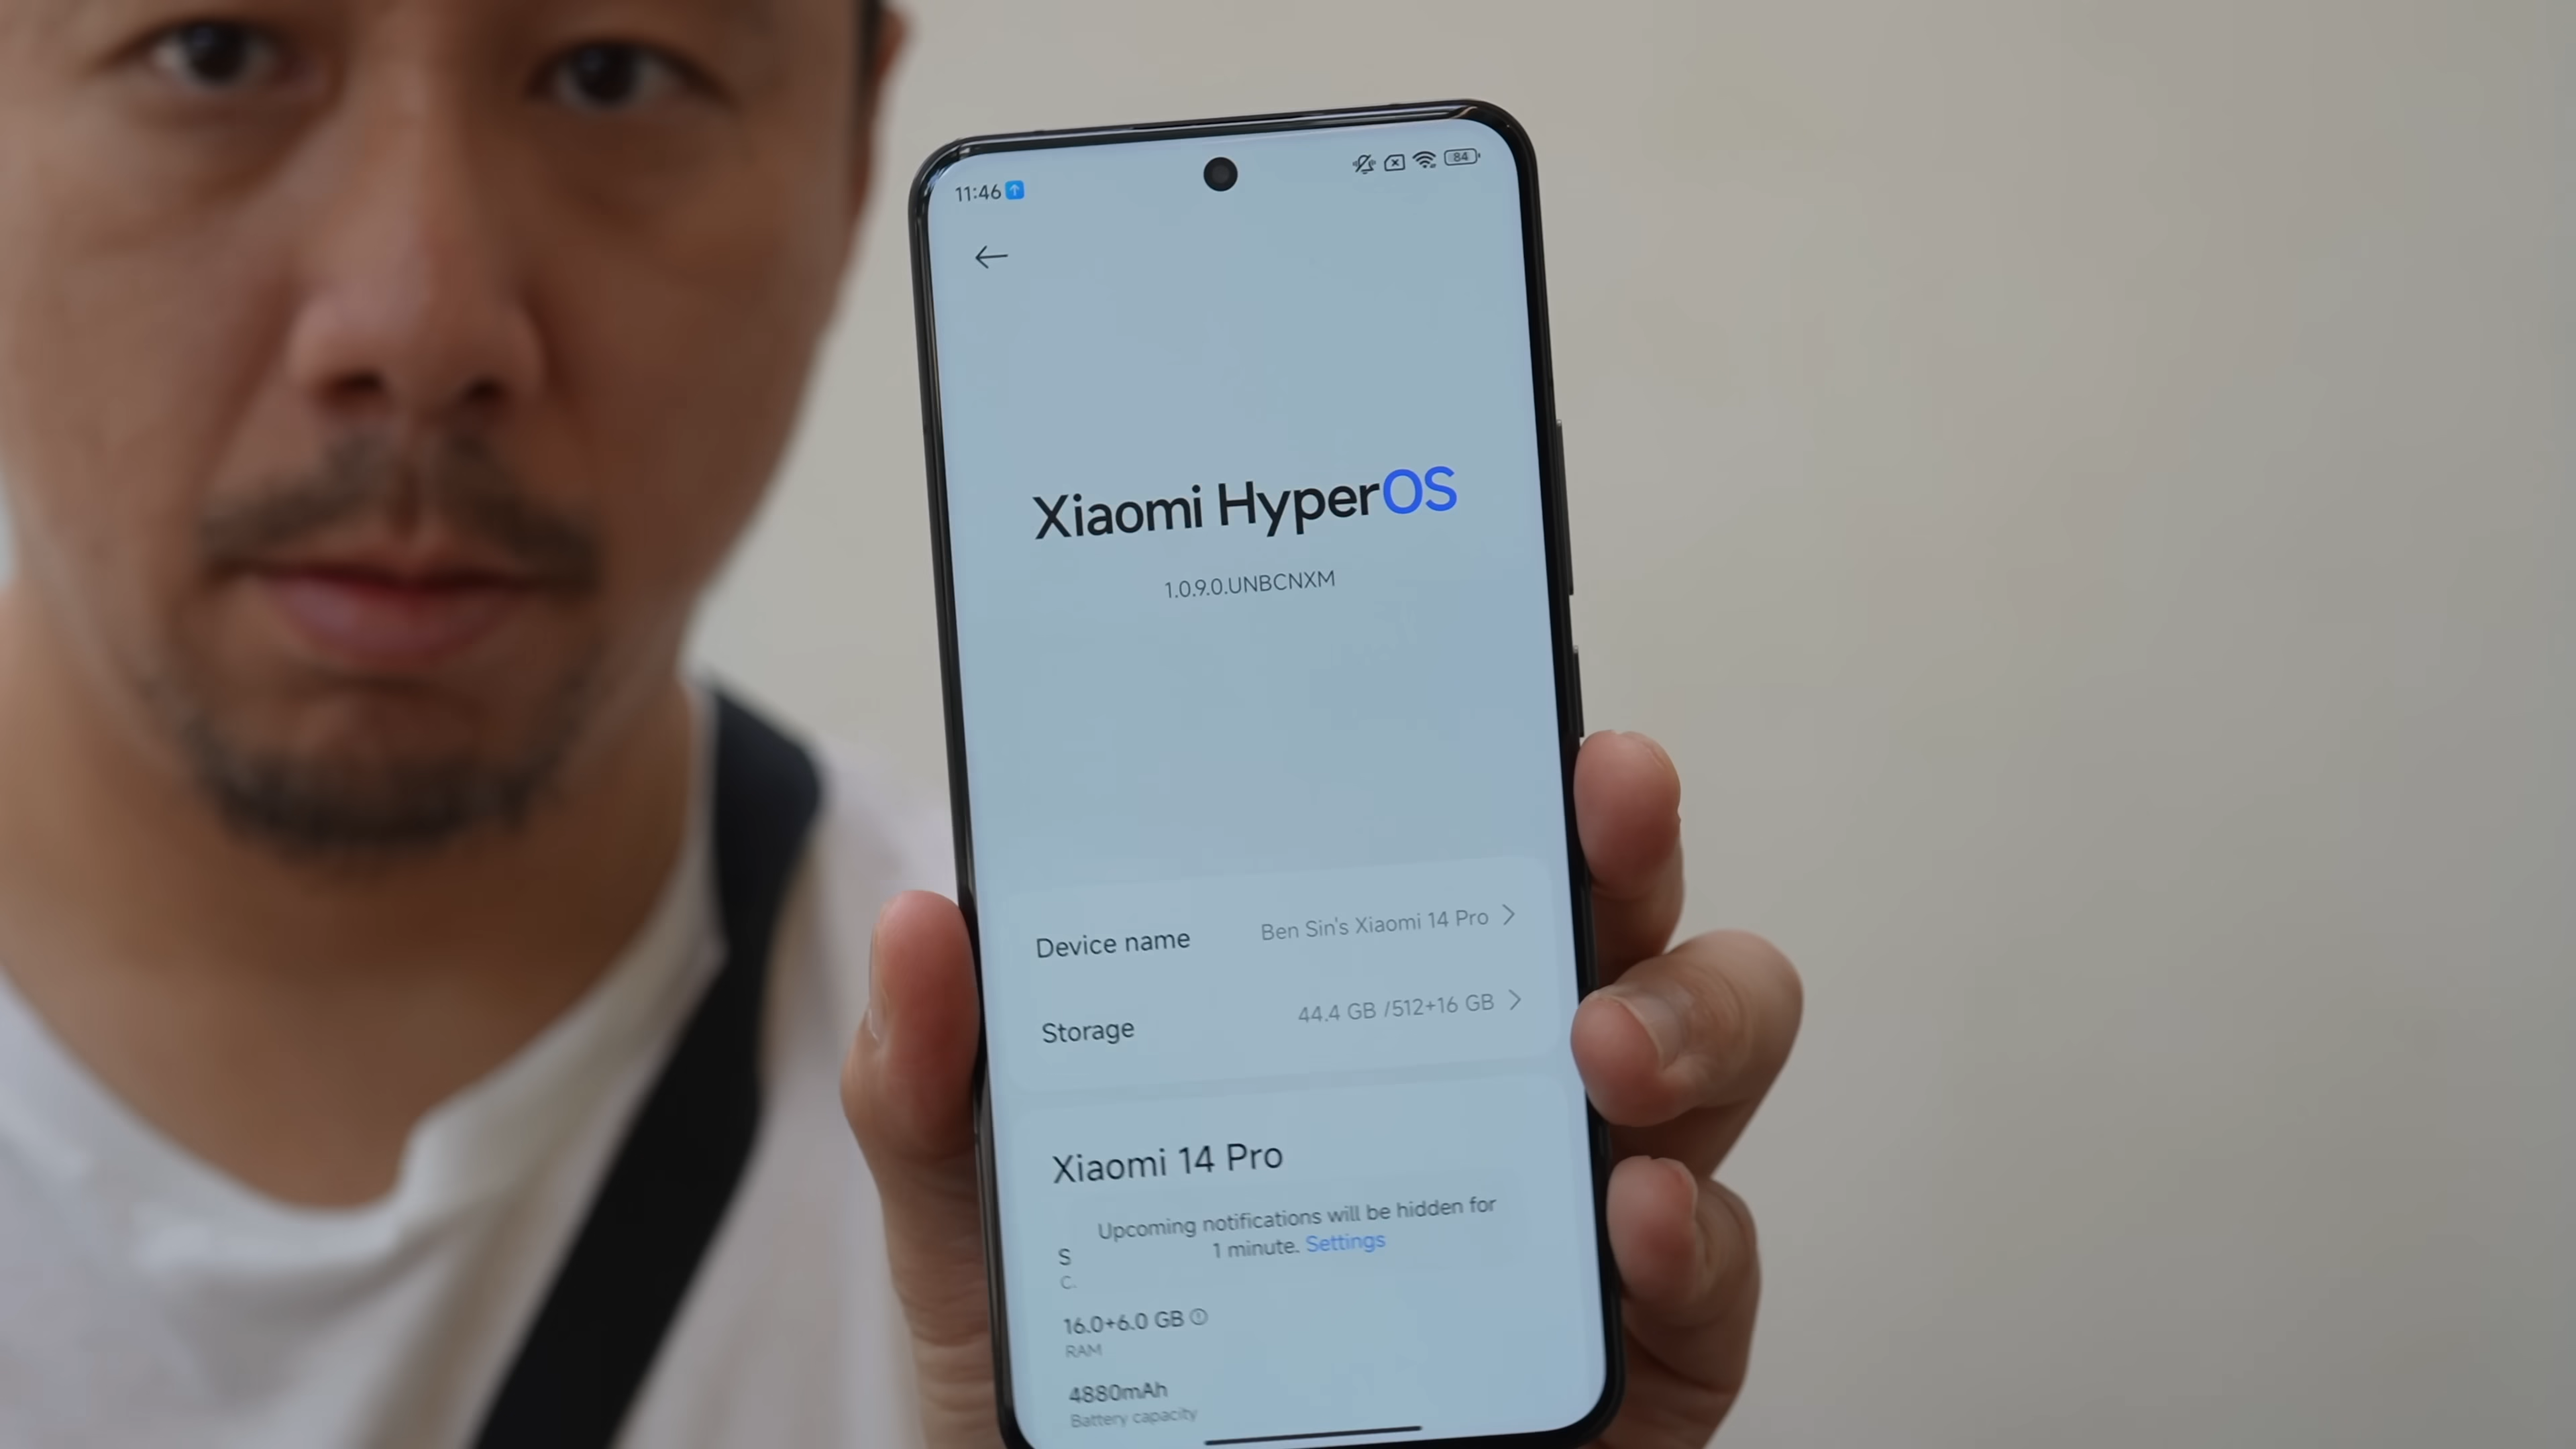 11:46
84
Xiaomi HyperOS
1.0.9.0.UNBCNXM
Device name Ben Sin's Xiaomi 14 Pro
Storage 44.4 GB /512+16 GB
Xiaomi 14 Pro
Upcoming notifications will be hidden for
1 minute. Settings
S
C.
16.0+6.0 GB
RAM
4880mAh
Battery capacity